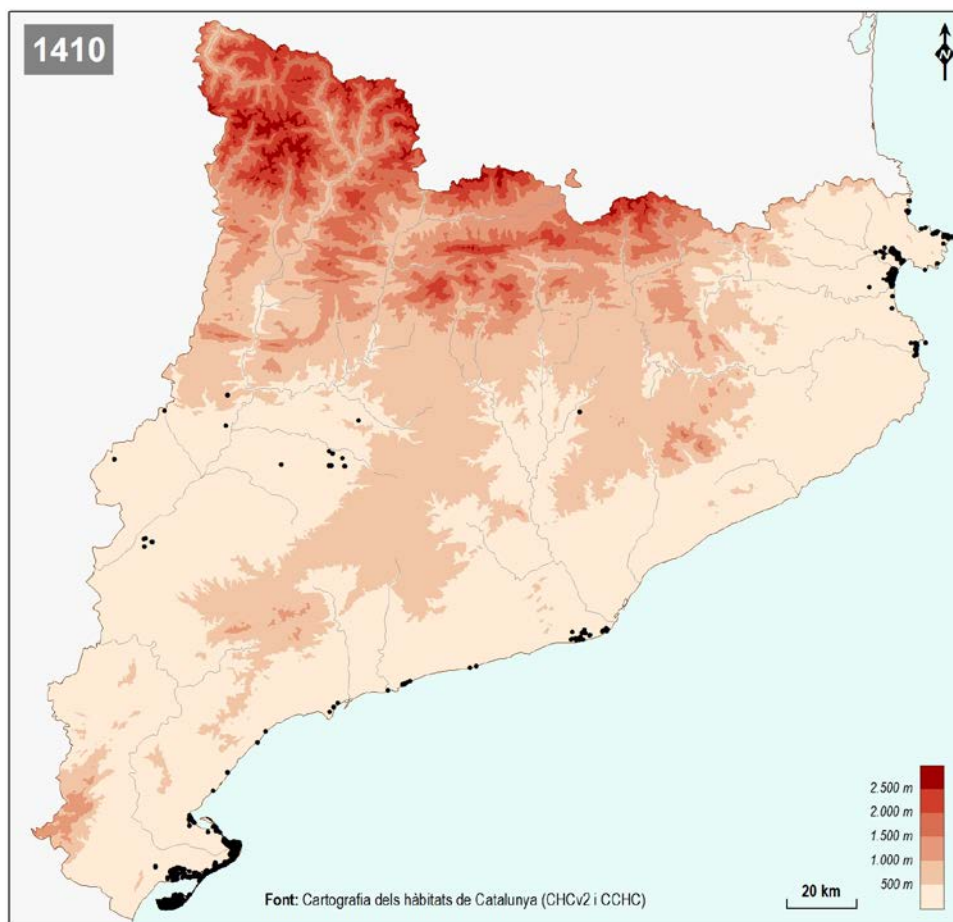 1410
N
2.500 m
2.000 m
1.500 m
1.000 m
500 m
20 km
Font: Cartografia dels hàbitats de Catalunya (CHCv2 i CCHC)